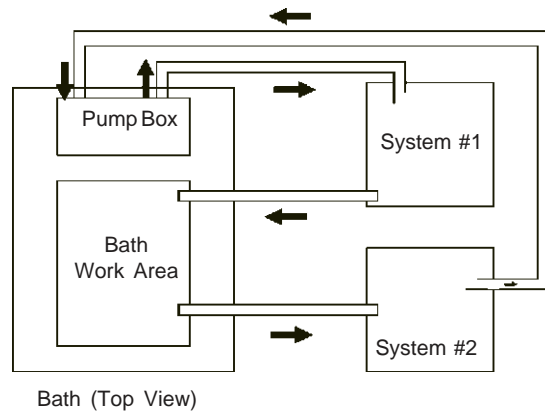 Pump Box
System #1
Bath
Work Area
System #2
Bath (Top View)